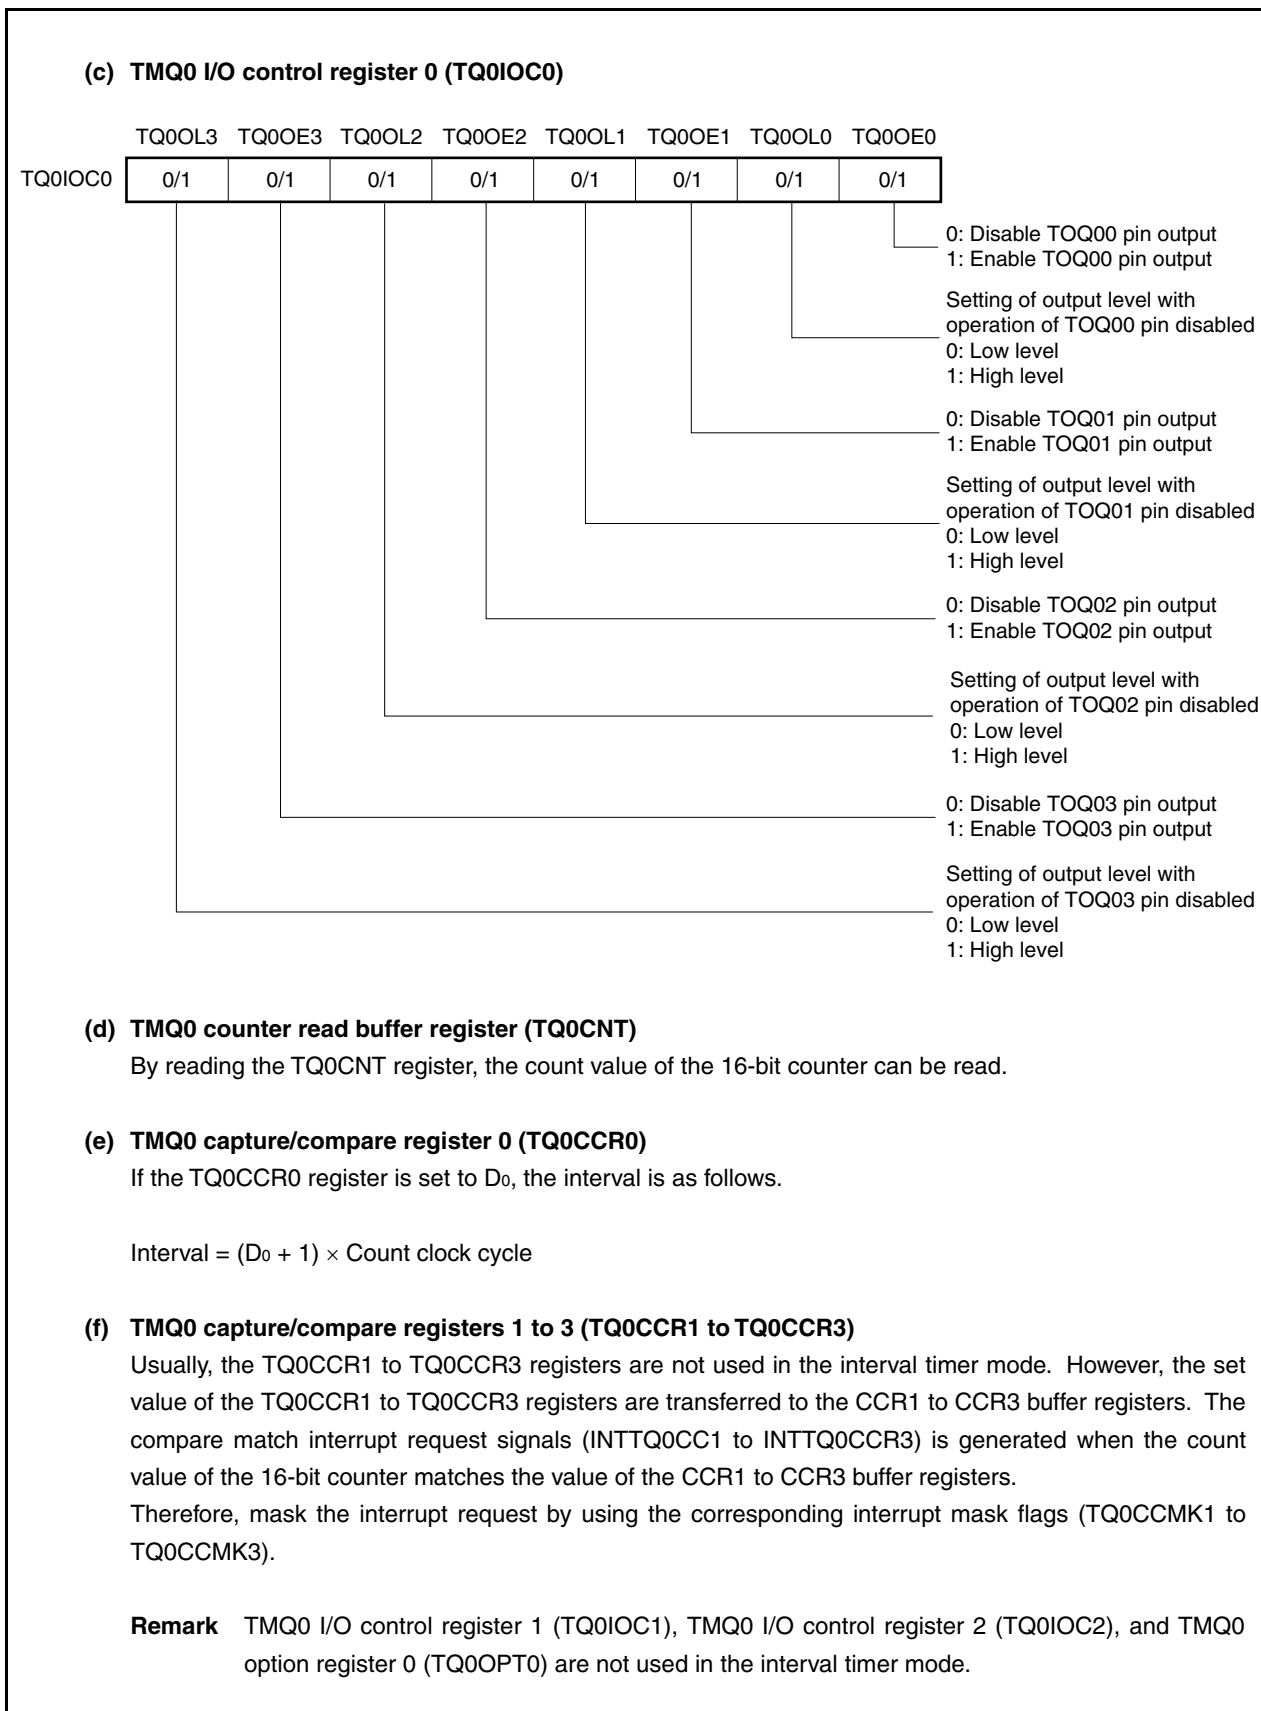 (c) TMQ0 I/O control register 0 (TQ0IOC0)
TQ0OL3 TQ0OE3 TQ0OL2 TQ0OE2 TQ0OL1 TQ0OE1 TQ0OL0 TQ0OE0
TQ0IOC0 0/1 0/1 0/1 0/1 0/1 0/1 0/1 0/1
0: Disable TOQ00 pin output
1: Enable TOQ00 pin output
Setting of output level with
operation of TOQ00 pin disabled
0: Low level
1: High level
0: Disable TOQ01 pin output
1: Enable TOQ01 pin output
Setting of output level with
operation of TOQ01 pin disabled
0: Low level
1: High level
0: Disable TOQ02 pin output
1: Enable TOQ02 pin output
Setting of output level with
operation of TOQ02 pin disabled
0: Low level
1: High level
0: Disable TOQ03 pin output
1: Enable TOQ03 pin output
Setting of output level with
operation of TOQ03 pin disabled
0: Low level
1: High level
(d) TMQ0 counter read buffer register (TQ0CNT)
By reading the TQ0CNT register, the count value of the 16-bit counter can be read.
(e) TMQ0 capture/compare register 0 (TQ0CCR0)
If the TQ0CCR0 register is set to D0, the interval is as follows.
Interval = (D0 + 1) × Count clock cycle
(f) TMQ0 capture/compare registers 1 to 3 (TQ0CCR1 to TQ0CCR3)
Usually, the TQ0CCR1 to TQ0CCR3 registers are not used in the interval timer mode. However, the set
value of the TQ0CCR1 to TQ0CCR3 registers are transferred to the CCR1 to CCR3 buffer registers. The
compare match interrupt request signals (INTTQ0CC1 to INTTQ0CCR3) is generated when the count
value of the 16-bit counter matches the value of the CCR1 to CCR3 buffer registers.
Therefore, mask the interrupt request by using the corresponding interrupt mask flags (TQ0CCMK1 to
TQ0CCMK3).
Remark TMQ0 I/O control register 1 (TQ0IOC1), TMQ0 I/O control register 2 (TQ0IOC2), and TMQ0
option register 0 (TQ0OPT0) are not used in the interval timer mode.